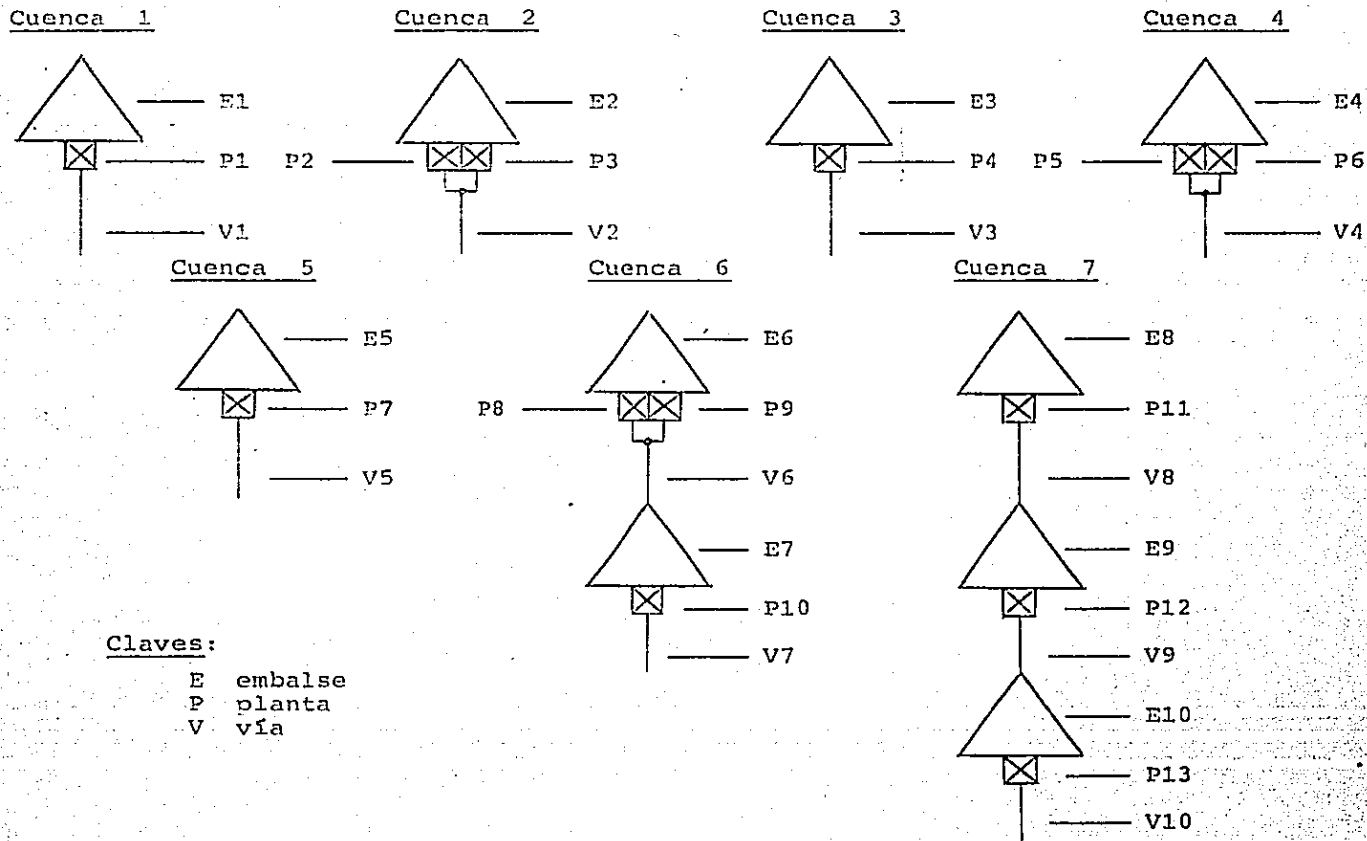 Cuenca 1
Cuenca 2
Cuenca 3
Cuenca 4
E1
E2
E3
E4
P1
P2
P3
P4
P5
P6
V1
V2
V3
V4
Cuenca 5
Cuenca 6
Cuenca 7
E5
E6
E8
P7
P8
P9
P11
V5
V6
V8
E7
E9
P10
P12
V7
V9
Claves:
E embalse
P planta
V vía
E10
P13
V10